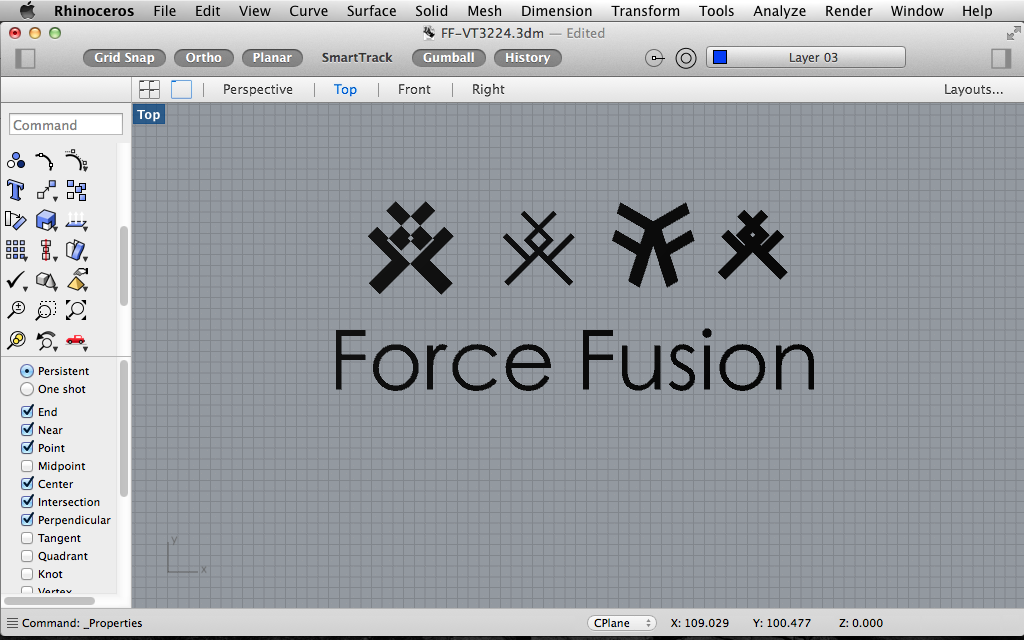 Rhinoceros File Edit View Curve Surface Solid Mesh Dimension Transform Tools Analyze Render Window Help
FF-VT3224.3dm — Edited
Grid Snap Ortho Planar SmartTrack Gumball History Layer 03
Perspective Top Front Right Layouts...
Top
Command
Force Fusion
Persistent
One shot
End
Near
Point
Midpoint
Center
Intersection
Perpendicular
Tangent
Quadrant
Knot
Vertex
y
x
Command: _Properties CPlane X: 109.029 Y: 100.477 Z: 0.000